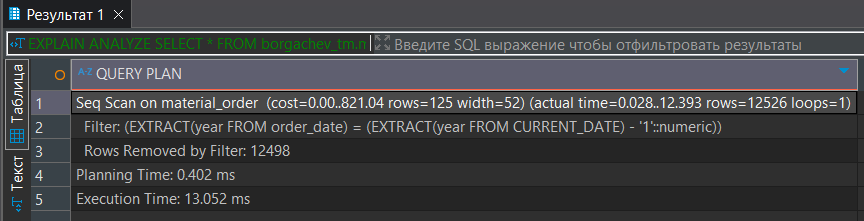 Результат 1 ×
EXPLAIN ANALYZE SELECT * FROM borgachev_tm.n Введите SQL выражение чтобы отфильтровать результаты
Таблица
Текст
A-Z QUERY PLAN
1 Seq Scan on material_order (cost=0.00..821.04 rows=125 width=52) (actual time=0.028..12.393 rows=12526 loops=1)
2 Filter: (EXTRACT(year FROM order_date) = (EXTRACT(year FROM CURRENT_DATE) - '1'::numeric))
3 Rows Removed by Filter: 12498
4 Planning Time: 0.402 ms
5 Execution Time: 13.052 ms